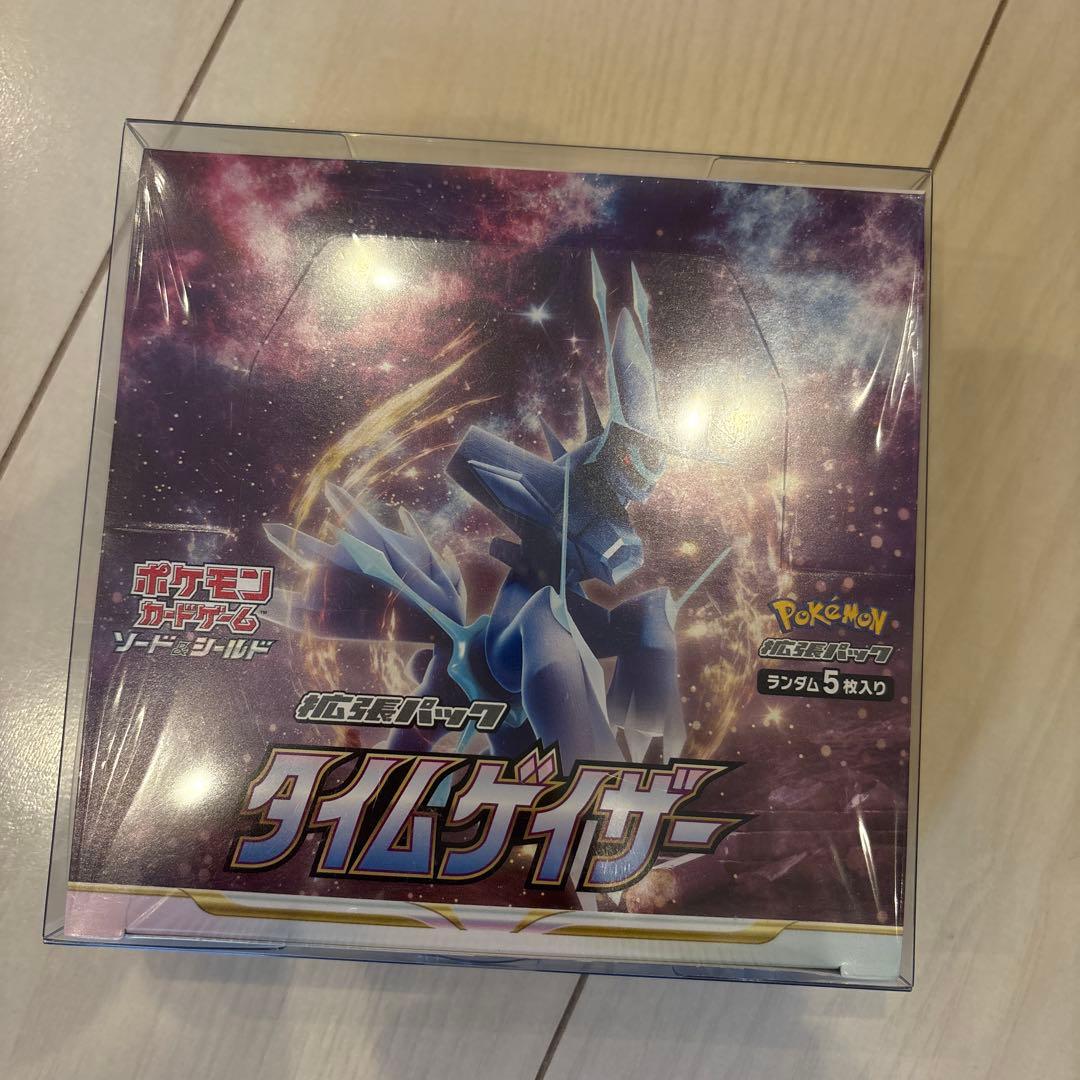 ポケモン
カードゲーム™
ソード&シールド
POKéMON
拡張パック
ランダム5枚入り
拡張パック
タイムゲイザー